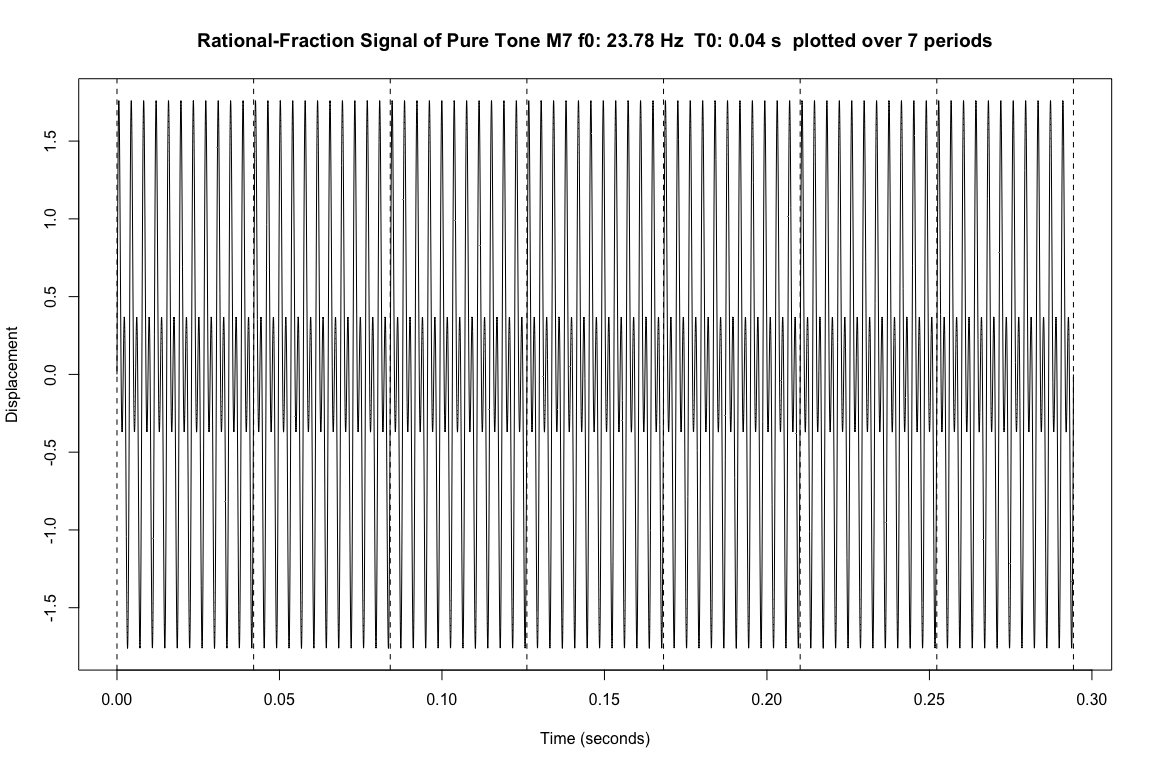 Rational-Fraction Signal of Pure Tone M7 f0: 23.78 Hz  T0: 0.04 s  plotted over 7 periods
1.5
1.0
0.5
0.0
-0.5
-1.0
-1.5
Displacement
0.00 0.05 0.10 0.15 0.20 0.25 0.30
Time (seconds)